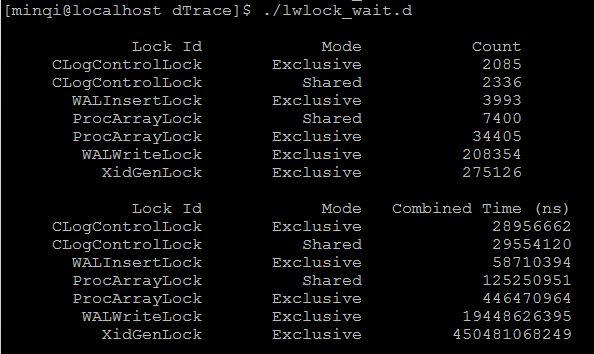 [minqi@localhost dTrace]$ ./lwlock_wait.d
Lock Id Mode Count
CLogControlLock Exclusive 2085
CLogControlLock Shared 2336
WALInsertLock Exclusive 3993
ProcArrayLock Shared 7400
ProcArrayLock Exclusive 34405
WALWriteLock Exclusive 208354
XidGenLock Exclusive 275126
Lock Id Mode Combined Time (ns)
CLogControlLock Exclusive 28956662
CLogControlLock Shared 29554120
WALInsertLock Exclusive 58710394
ProcArrayLock Shared 125250951
ProcArrayLock Exclusive 446470964
WALWriteLock Exclusive 19448626395
XidGenLock Exclusive 450481068249